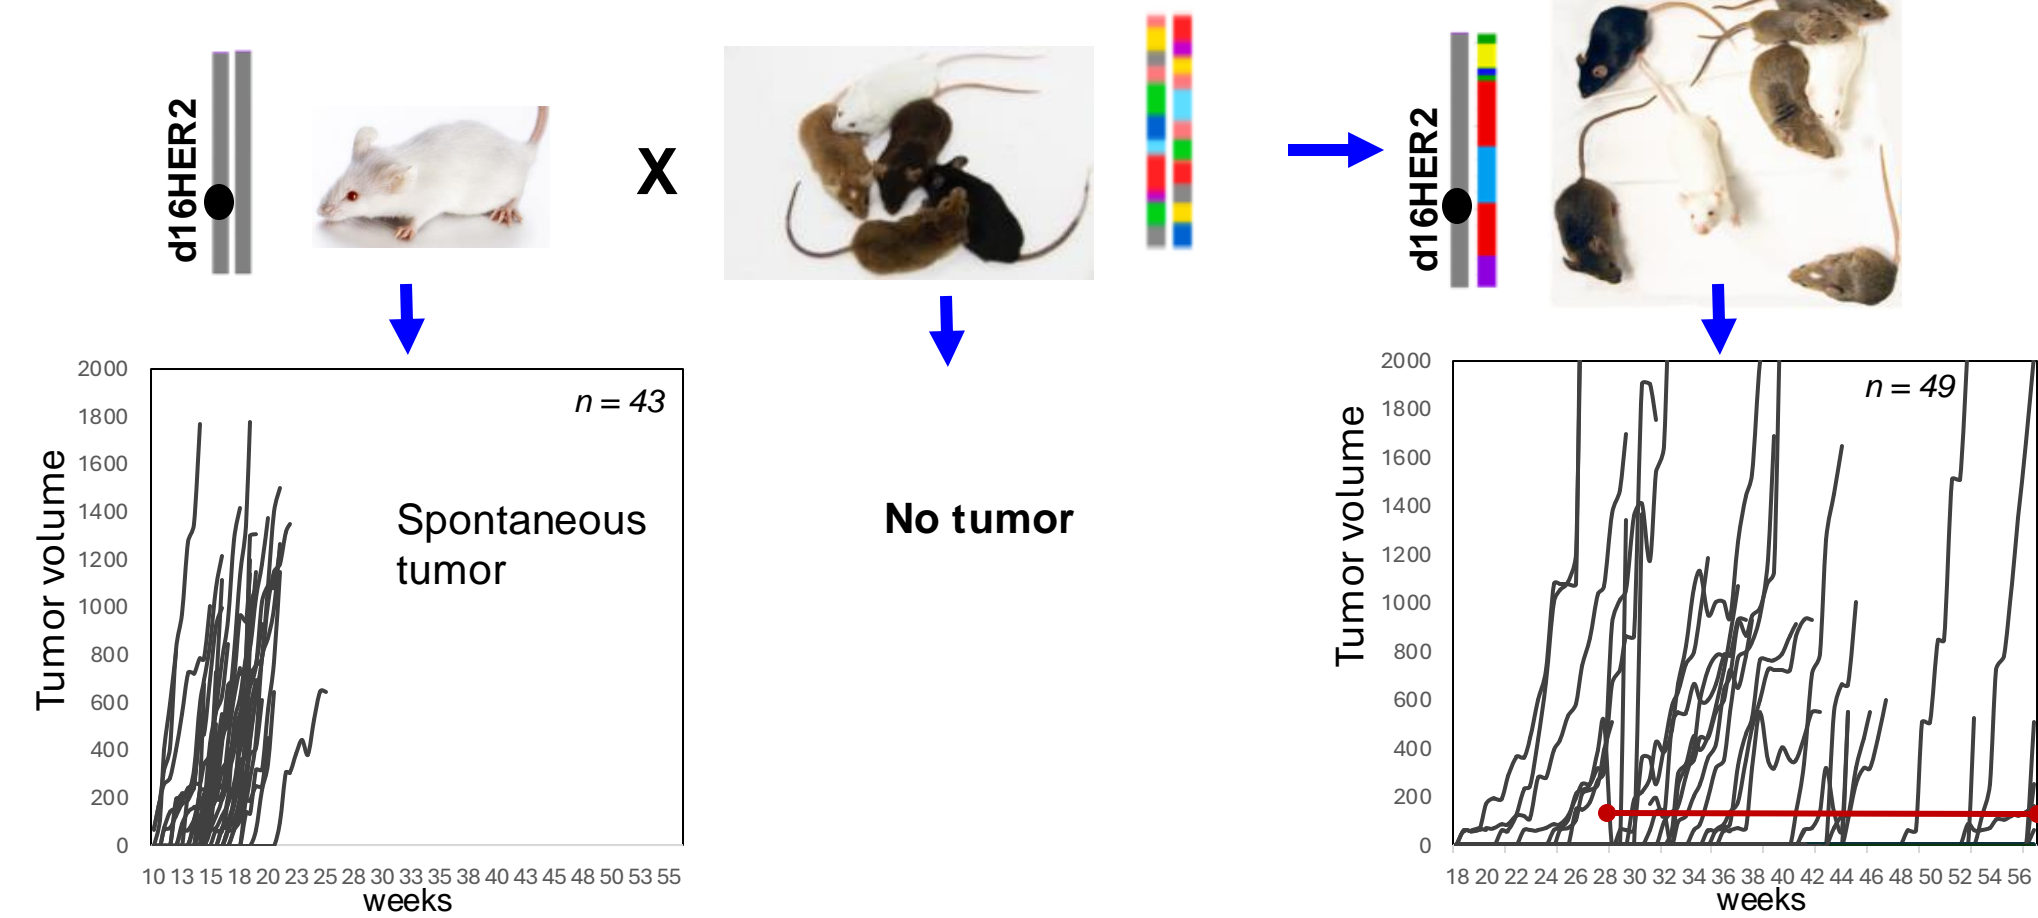 d16HER2
X
d16HER2
2000
1800
1600
1400
1200
1000
800
600
400
200
0
Tumor volume
n = 43
Spontaneous
tumor
10 13 15 18 20 23 25 28 30 33 35 38 40 43 45 48 50 53 55
weeks
No tumor
2000
1800
1600
1400
1200
1000
800
600
400
200
0
Tumor volume
n = 49
18 20 22 24 26 28 30 32 34 36 38 40 42 44 46 48 50 52 54 56
weeks